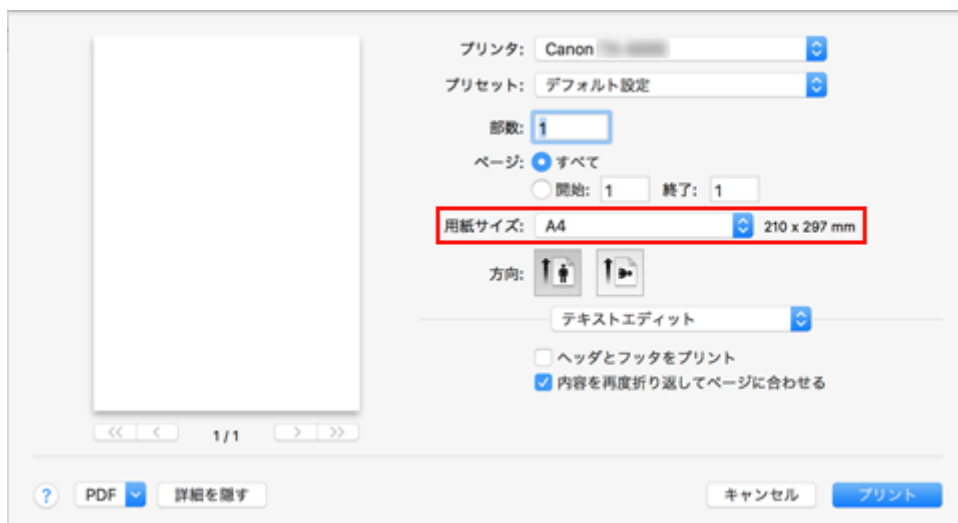 プリンタ: Canon
プリセット: デフォルト設定
部数: 1
ページ: すべて
開始: 1 終了: 1
用紙サイズ: A4 210 x 297 mm
方向:
テキストエディット
ヘッダとフッタをプリント
内容を再度折り返してページに合わせる
<< < 1 / 1 > >>
? PDF 詳細を隠す キャンセル プリント